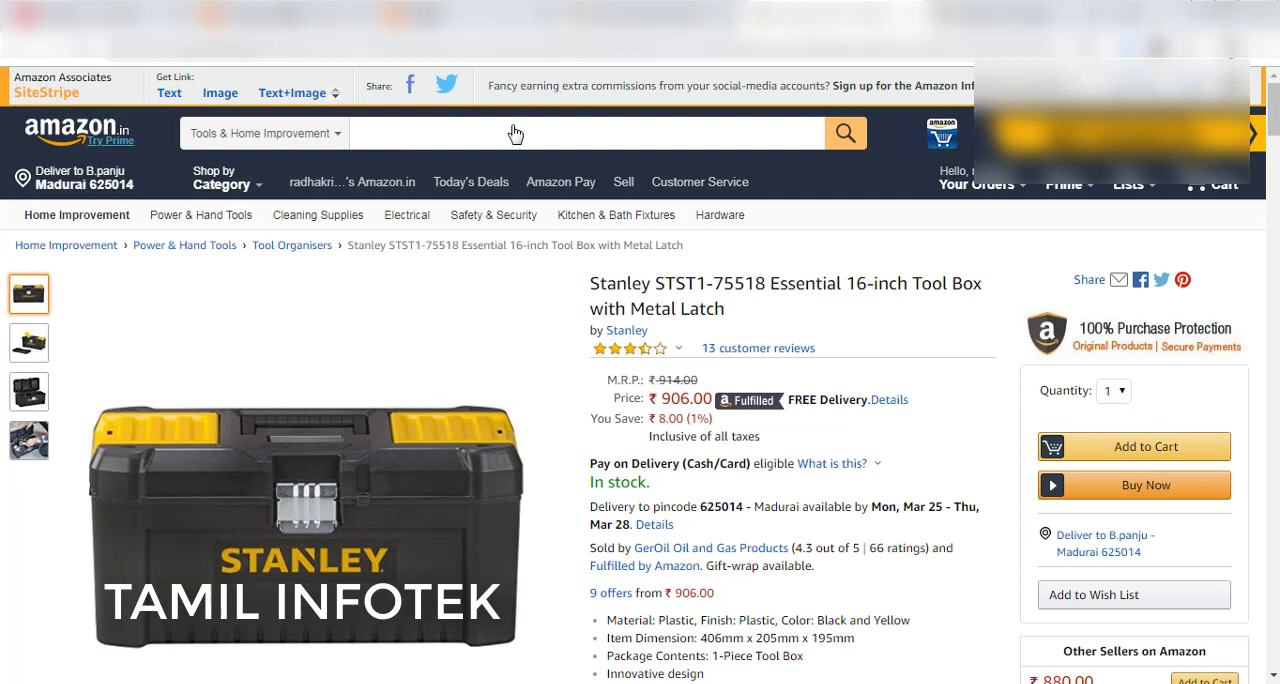 Amazon Associates
SiteStripe
Get Link:
Text Image Text+Image
Share:
Fancy earning extra commissions from your social-media accounts? Sign up for the Amazon Inf
amazon.in
Try Prime
Tools & Home Improvement
amazon
Deliver to B.panju
Madurai 625014
Shop by
Category
radhakri...'s Amazon.in Today's Deals Amazon Pay Sell Customer Service
Hello,
Your Orders Prime Lists Cart
Home Improvement Power & Hand Tools Cleaning Supplies Electrical Safety & Security Kitchen & Bath Fixtures Hardware
Home Improvement › Power & Hand Tools › Tool Organisers › Stanley STST1-75518 Essential 16-inch Tool Box with Metal Latch
Stanley STST1-75518 Essential 16-inch Tool Box
with Metal Latch
by Stanley
13 customer reviews
M.R.P.: ₹ 914.00
Price: ₹ 906.00 a Fulfilled FREE Delivery.Details
You Save: ₹ 8.00 (1%)
Inclusive of all taxes
Pay on Delivery (Cash/Card) eligible What is this?
In stock.
Delivery to pincode 625014 - Madurai available by Mon, Mar 25 - Thu,
Mar 28. Details
Sold by GerOil Oil and Gas Products (4.3 out of 5 | 66 ratings) and
Fulfilled by Amazon. Gift-wrap available.
9 offers from ₹ 906.00
• Material: Plastic, Finish: Plastic, Color: Black and Yellow
• Item Dimension: 406mm x 205mm x 195mm
• Package Contents: 1-Piece Tool Box
• Innovative design
STANLEY
TAMIL INFOTEK
Share
a
100% Purchase Protection
Original Products | Secure Payments
Quantity: 1
Add to Cart
Buy Now
Deliver to B.panju -
Madurai 625014
Add to Wish List
Other Sellers on Amazon
₹ 880.00
Add to Cart